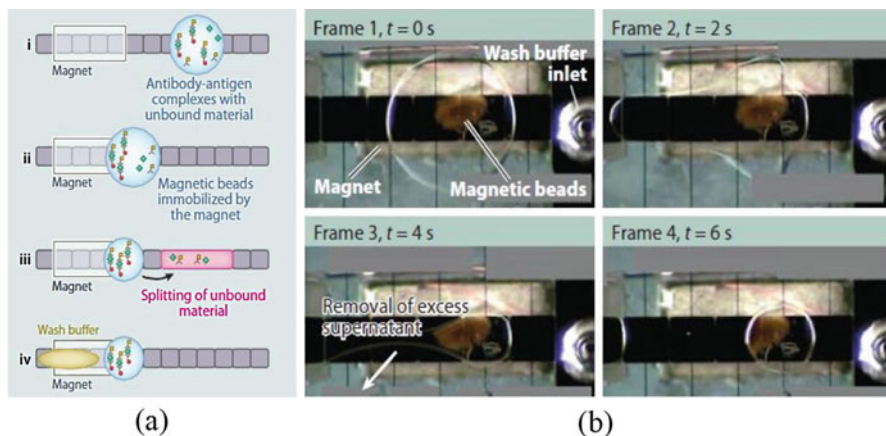 i
Magnet
Antibody-antigen
complexes with
unbound material
ii
Magnet
Magnetic beads
immobilized by
the magnet
iii
Magnet
Splitting of unbound
material
Wash buffer
iv
Magnet
(a)
Frame 1, t = 0 s
Wash buffer
inlet
Magnet
Magnetic beads
Frame 2, t = 2 s
Frame 3, t = 4 s
Removal of excess
supernatant
Frame 4, t = 6 s
(b)